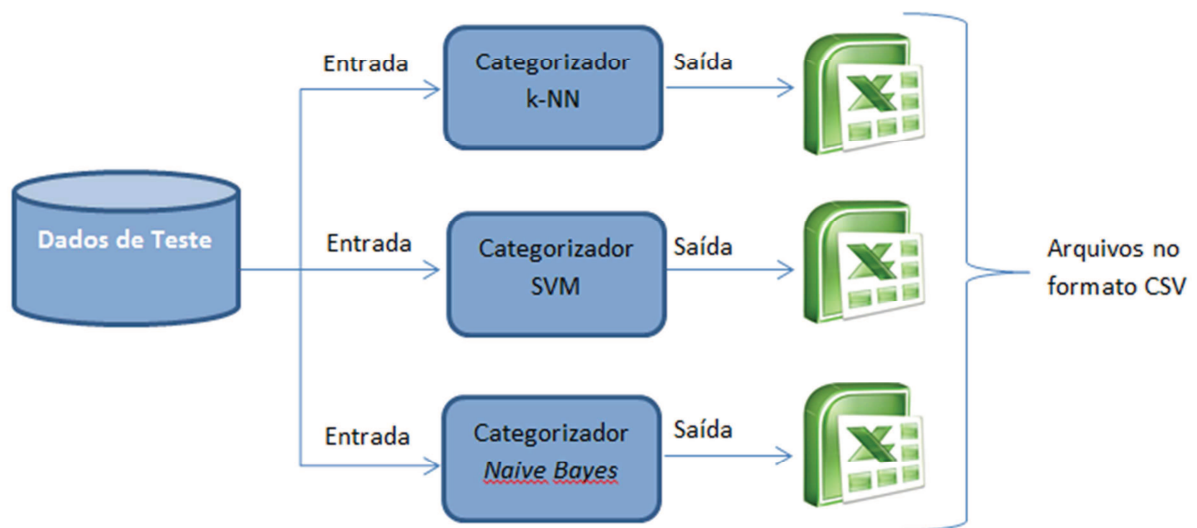 Entrada
Categorizador
k-NN
Saída
Dados de Teste
Entrada
Categorizador
SVM
Saída
Arquivos no
formato CSV
Entrada
Categorizador
Naive Bayes
Saída